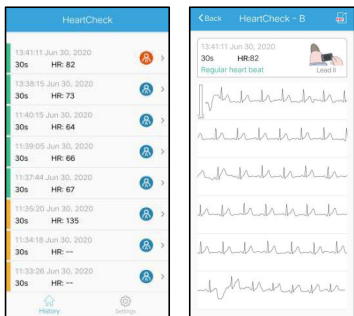 HeartCheck
13:41:11 Jun 30, 2020
30s HR: 82
13:38:15 Jun 30, 2020
30s HR: 73
11:40:15 Jun 30, 2020
30s HR: 64
11:39:05 Jun 30, 2020
30s HR: 66
11:37:44 Jun 30, 2020
30s HR: 67
11:35:20 Jun 30, 2020
30s HR: 135
11:34:18 Jun 30, 2020
30s HR: --
11:33:26 Jun 30, 2020
30s HR: --
History Settings
Back HeartCheck - B
13:41:11 Jun 30, 2020
30s HR:82
Regular heart beat Lead II